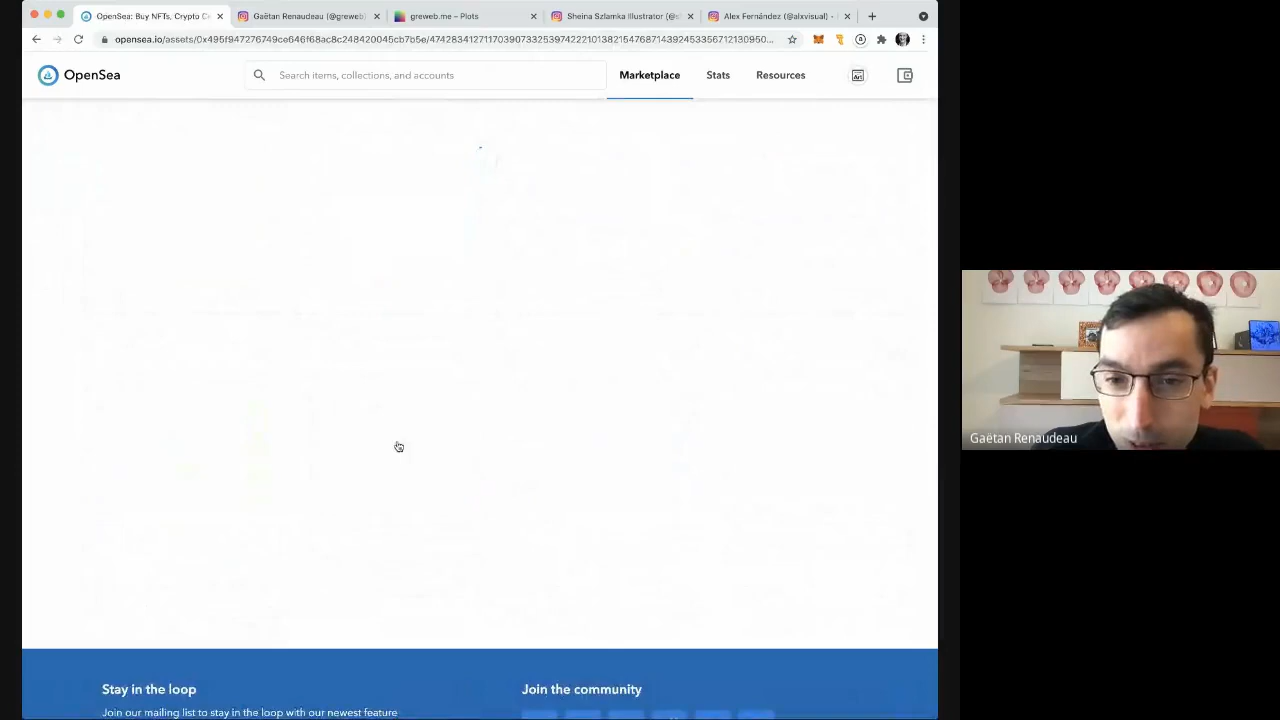 OpenSea: Buy NFTs, Crypto C
Gaëtan Renaudeau (@greweb
greweb.me – Plots
Sheina Szlamka Illustrator (@s
Alex Fernández (@alxvisual) •
opensea.io/assets/0x495f947276749ce646f68ac8c248420045cb7b5e/47428341271170390733253974222101382154768714392453356712130950...
OpenSea
Search items, collections, and accounts
Marketplace
Stats
Resources
Stay in the loop
Join the community
Join our mailing list to stay in the loop with our newest feature
Gaëtan Renaudeau